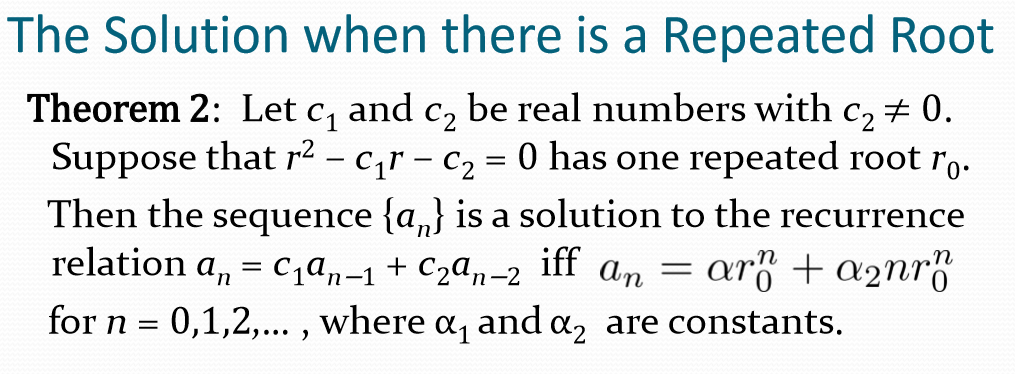 The Solution when there is a Repeated Root
Theorem 2: Let c₁ and c₂ be real numbers with c₂ ≠ 0.
Suppose that r² – c₁r – c₂ = 0 has one repeated root r₀.
Then the sequence {aₙ} is a solution to the recurrence
relation aₙ = c₁aₙ₋₁ + c₂aₙ₋₂ iff aₙ = αr₀ⁿ + α₂nr₀ⁿ
for n = 0,1,2,… , where α₁ and α₂ are constants.